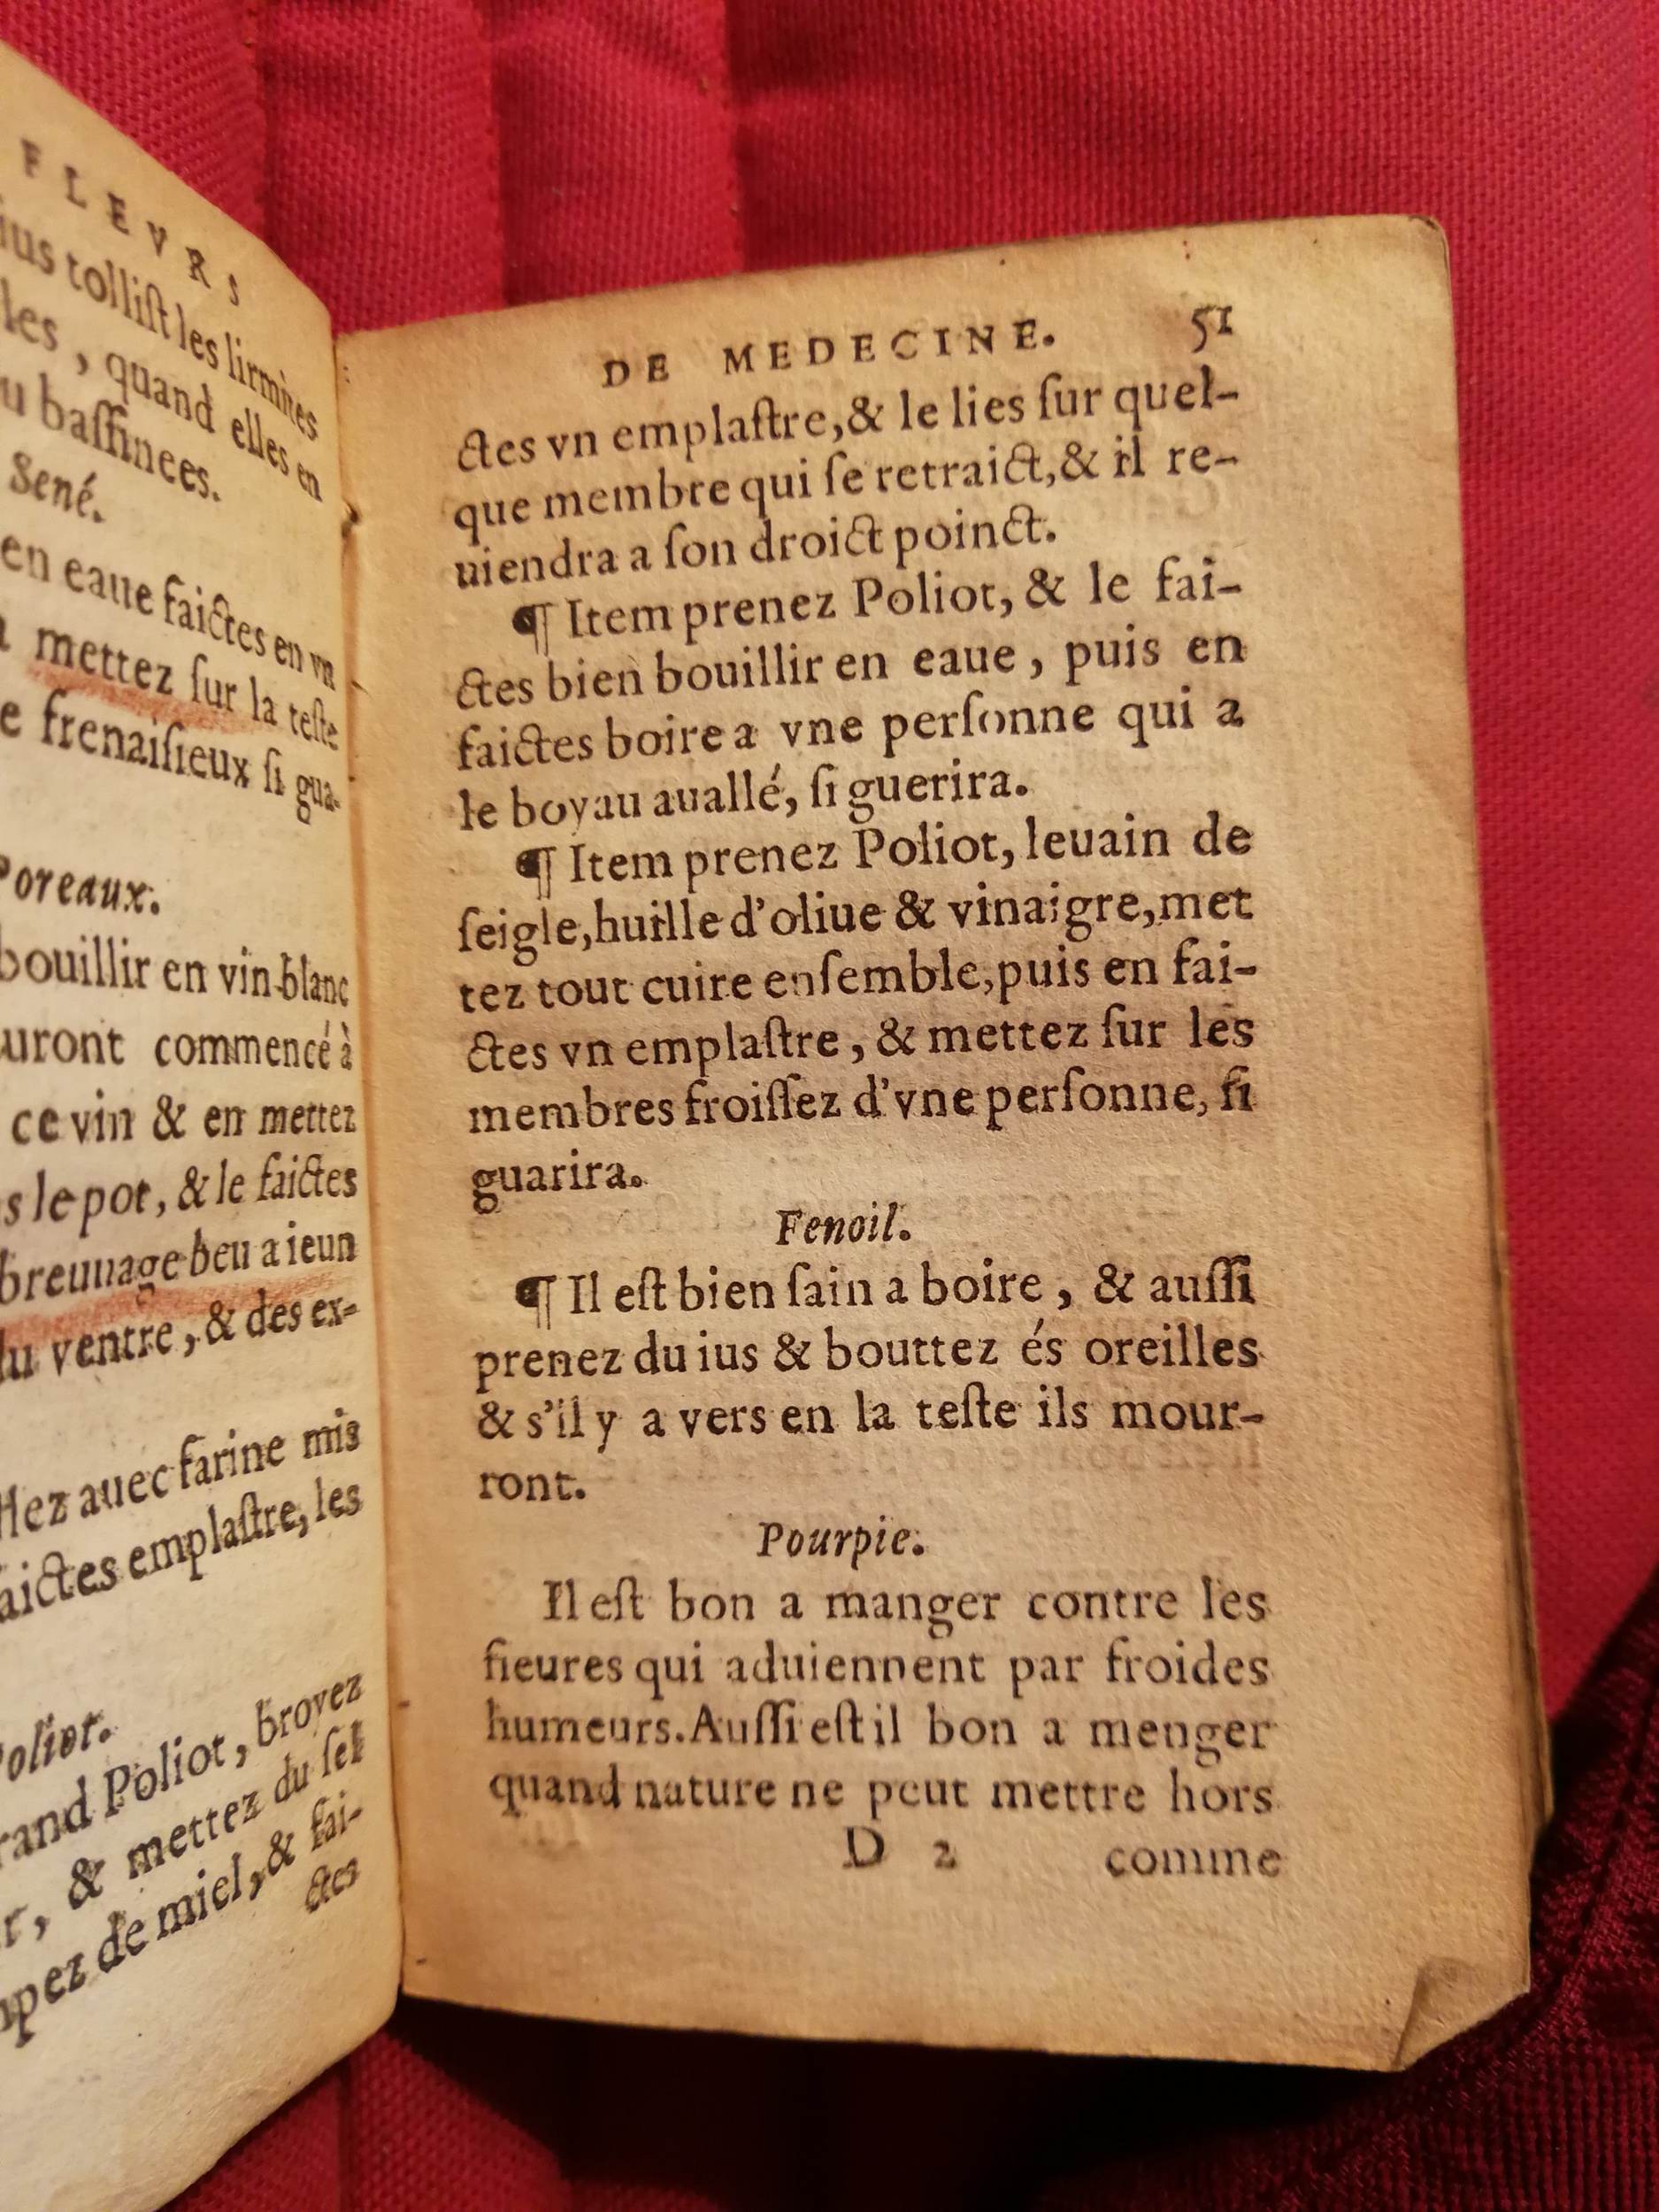 FLEVRS
ius tollist les lirmines
les, quand elles en
u bassinees.
Sené.
en eaue faictes en vn
mettez sur la teste
e frenaisieux si gua-
Poreaux.
bouillir en vin blanc
uront commencé à
ce vin & en mettez
s le pot, & le faictes
breuuage beu a ieun
du ventre, & des ex-
llez auec farine mis
aictes emplastre, les
oliot.
rand Poliot, broyez
r, & mettez du sel
mpez de miel, & fai-
ctes
DE MEDECINE. 51
ctes vn emplastre, & le lies sur quel-
que membre qui se retraict, & il re-
uiendra a son droict poinct.
¶ Item prenez Poliot, & le fai-
ctes bien bouillir en eaue, puis en
faictes boire a vne personne qui a
le boyau auallé, si guerira.
¶ Item prenez Poliot, leuain de
seigle, huille d'oliue & vinaigre, met
tez tout cuire ensemble, puis en fai-
ctes vn emplastre, & mettez sur les
membres froissez d'vne personne, si
guarira.
Fenoil.
¶ Il est bien sain a boire, & aussi
prenez du ius & bouttez és oreilles
& s'il y a vers en la teste ils mour-
ront.
Pourpie.
Il est bon a manger contre les
fieures qui aduiennent par froides
humeurs. Aussi est il bon a menger
quand nature ne peut mettre hors
D 2 comme